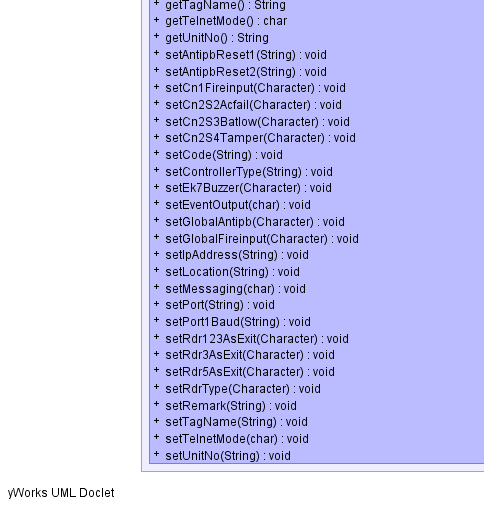 + getTagName() : String
+ getTelnetMode() : char
+ getUnitNo() : String
+ setAntipbReset1(String) : void
+ setAntipbReset2(String) : void
+ setCn1Fireinput(Character) : void
+ setCn2S2Acfail(Character) : void
+ setCn2S3Batlow(Character) : void
+ setCn2S4Tamper(Character) : void
+ setCode(String) : void
+ setControllerType(String) : void
+ setEk7Buzzer(Character) : void
+ setEventOutput(char) : void
+ setGlobalAntipb(Character) : void
+ setGlobalFireinput(Character) : void
+ setIpAddress(String) : void
+ setLocation(String) : void
+ setMessaging(char) : void
+ setPort(String) : void
+ setPort1Baud(String) : void
+ setRdr123AsExit(Character) : void
+ setRdr3AsExit(Character) : void
+ setRdr5AsExit(Character) : void
+ setRdrType(Character) : void
+ setRemark(String) : void
+ setTagName(String) : void
+ setTelnetMode(char) : void
+ setUnitNo(String) : void
yWorks UML Doclet